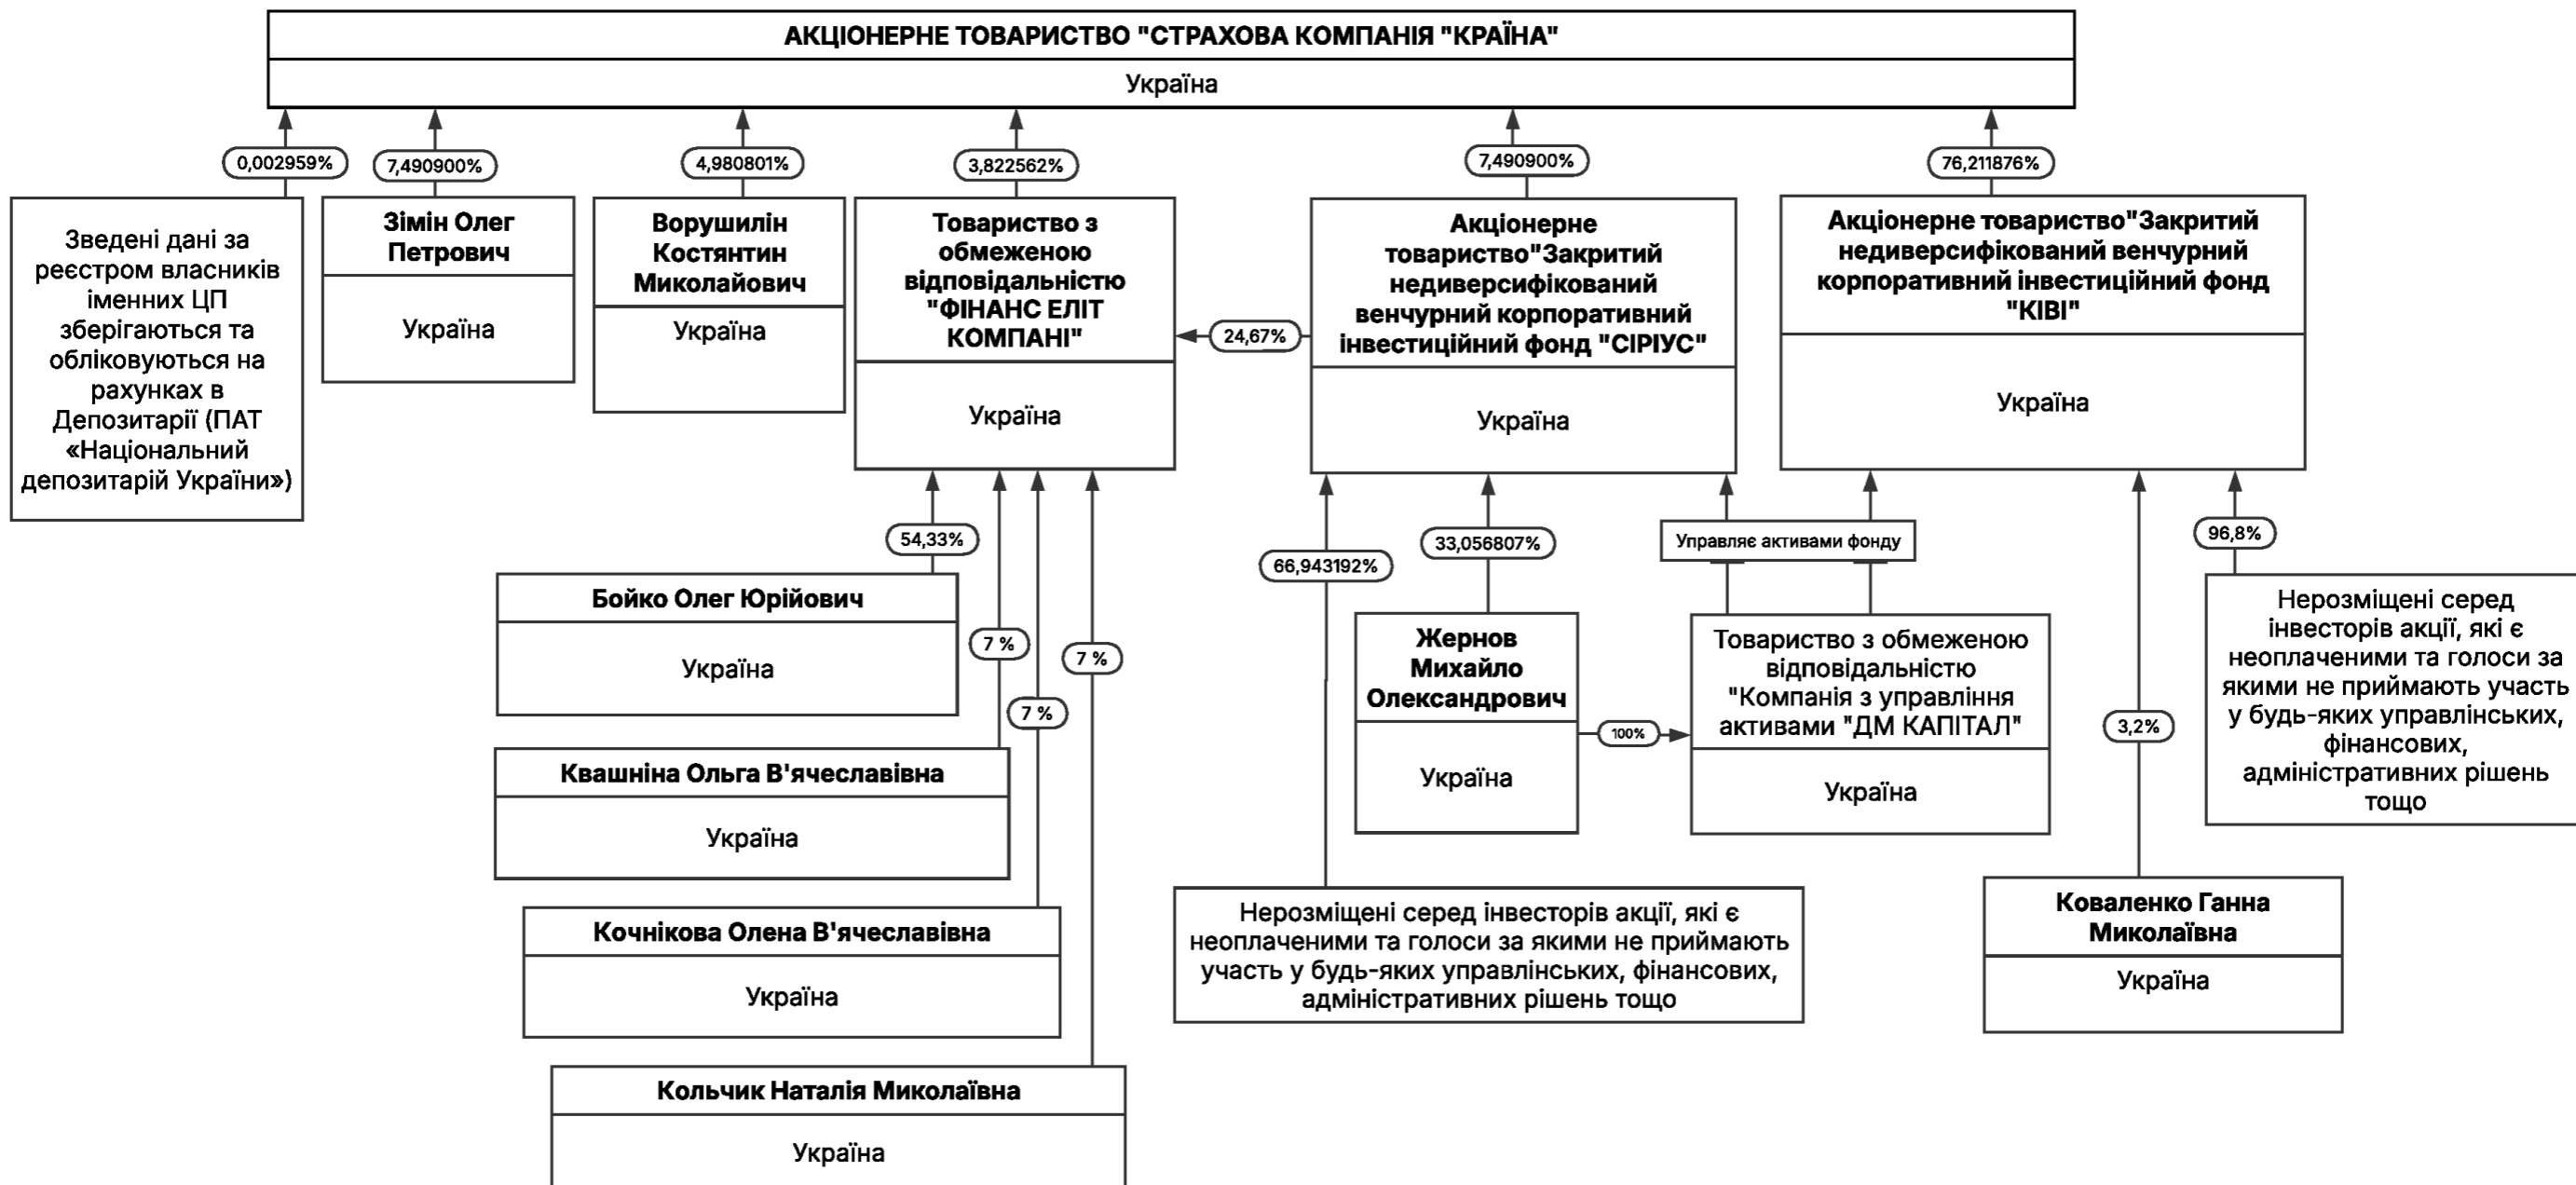 АКЦІОНЕРНЕ ТОВАРИСТВО "СТРАХОВА КОМПАНІЯ "КРАЇНА"
Україна
0,002959%
7,490900%
4,980801%
3,822562%
7,490900%
76,211876%
Зведені дані за
реєстром власників
іменних ЦП
зберігаються та
обліковуються на
рахунках в
Депозитарії (ПАТ
«Національний
депозитарій України»)
Зімін Олег
Петрович
Україна
Ворушилін
Костянтин
Миколайович
Україна
Товариство з
обмеженою
відповідальністю
"ФІНАНС ЕЛІТ
КОМПАНІ"
Україна
24,67%
Акціонерне
товариство"Закритий
недиверсифікований
венчурний корпоративний
інвестиційний фонд "СІРІУС"
Україна
Акціонерне товариство"Закритий
недиверсифікований венчурний
корпоративний інвестиційний фонд
"КІВІ"
Україна
54,33%
7 %
7 %
7 %
66,943192%
33,056807%
Управляє активами фонду
3,2%
96,8%
Бойко Олег Юрійович
Україна
Квашніна Ольга В'ячеславівна
Україна
Кочнікова Олена В'ячеславівна
Україна
Кольчик Наталія Миколаївна
Україна
Жернов
Михайло
Олександрович
Україна
100%
Товариство з обмеженою
відповідальністю
"Компанія з управління
активами "ДМ КАПІТАЛ"
Україна
Нерозміщені серед
інвесторів акції, які є
неоплаченими та голоси за
якими не приймають участь
у будь-яких управлінських,
фінансових,
адміністративних рішень
тощо
Нерозміщені серед інвесторів акції, які є
неоплаченими та голоси за якими не приймають
участь у будь-яких управлінських, фінансових,
адміністративних рішень тощо
Коваленко Ганна
Миколаївна
Україна